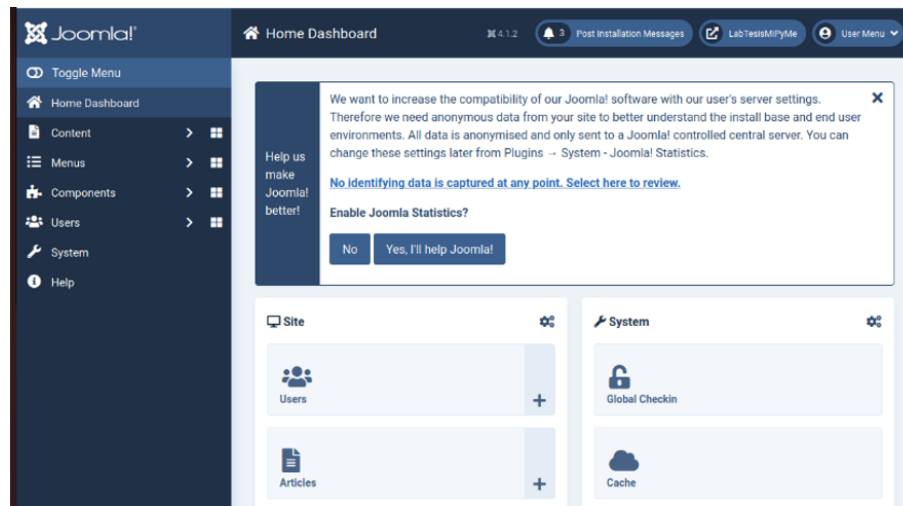 Joomla!
Home Dashboard
4.1.2
3
Post Installation Messages
LabTesisMiPyMe
User Menu
Toggle Menu
Home Dashboard
Content
Menus
Components
Users
System
Help
Help us
make
Joomla!
better!
We want to increase the compatibility of our Joomla! software with our user's server settings.
Therefore we need anonymous data from your site to better understand the install base and end user
environments. All data is anonymised and only sent to a Joomla! controlled central server. You can
change these settings later from Plugins → System - Joomla! Statistics.
No identifying data is captured at any point. Select here to review.
Enable Joomla Statistics?
No
Yes, I'll help Joomla!
Site
Users
Articles
System
Global Checkin
Cache